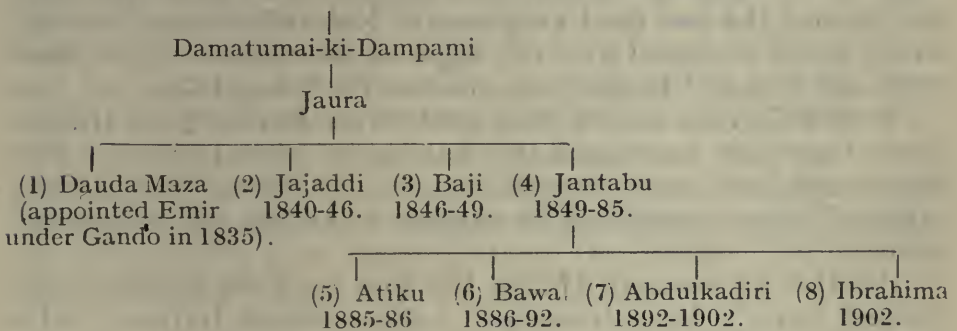 Damatumai-ki-Dampami
Jaura
(1) Dauda Maza (2) Jajaddi (3) Baji (4) Jantabu
(appointed Emir 1840-46. 1846-49. 1849-85.
under Gando in 1835).
(5) Atiku (6) Bawa. (7) Abdulkadiri (8) Ibrahima
1885-86 1886-92. 1892-1902. 1902.